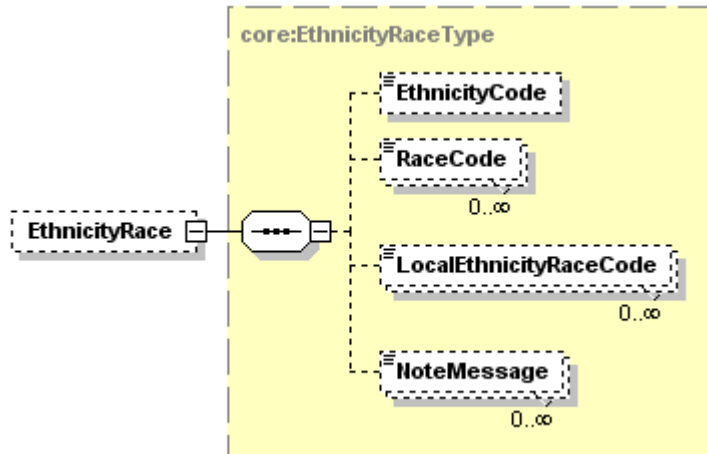 core:EthnicityRaceType
EthnicityCode
RaceCode
0..∞
EthnicityRace
LocalEthnicityRaceCode
0..∞
NoteMessage
0..∞